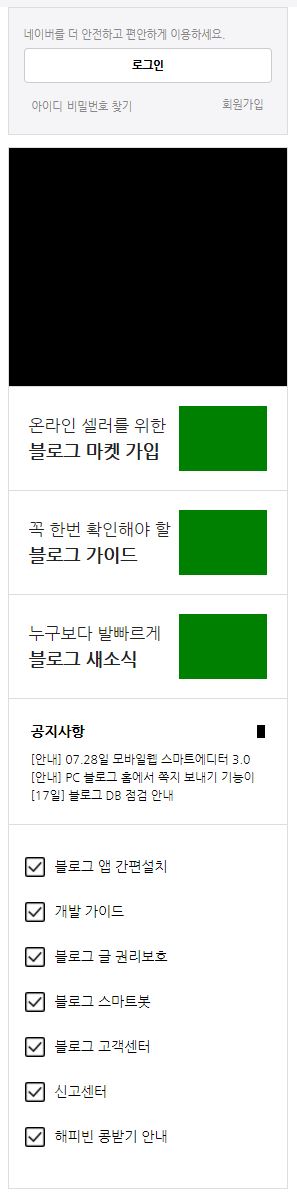 네이버를 더 안전하고 편안하게 이용하세요.
로그인
아이디 비밀번호 찾기 회원가입
온라인 셀러를 위한
블로그 마켓 가입
꼭 한번 확인해야 할
블로그 가이드
누구보다 발빠르게
블로그 새소식
공지사항
[안내] 07.28일 모바일웹 스마트에디터 3.0
[안내] PC 블로그 홈에서 쪽지 보내기 기능이
[17일] 블로그 DB 점검 안내
블로그 앱 간편설치
개발 가이드
블로그 글 권리보호
블로그 스마트봇
블로그 고객센터
신고센터
해피빈 콩받기 안내